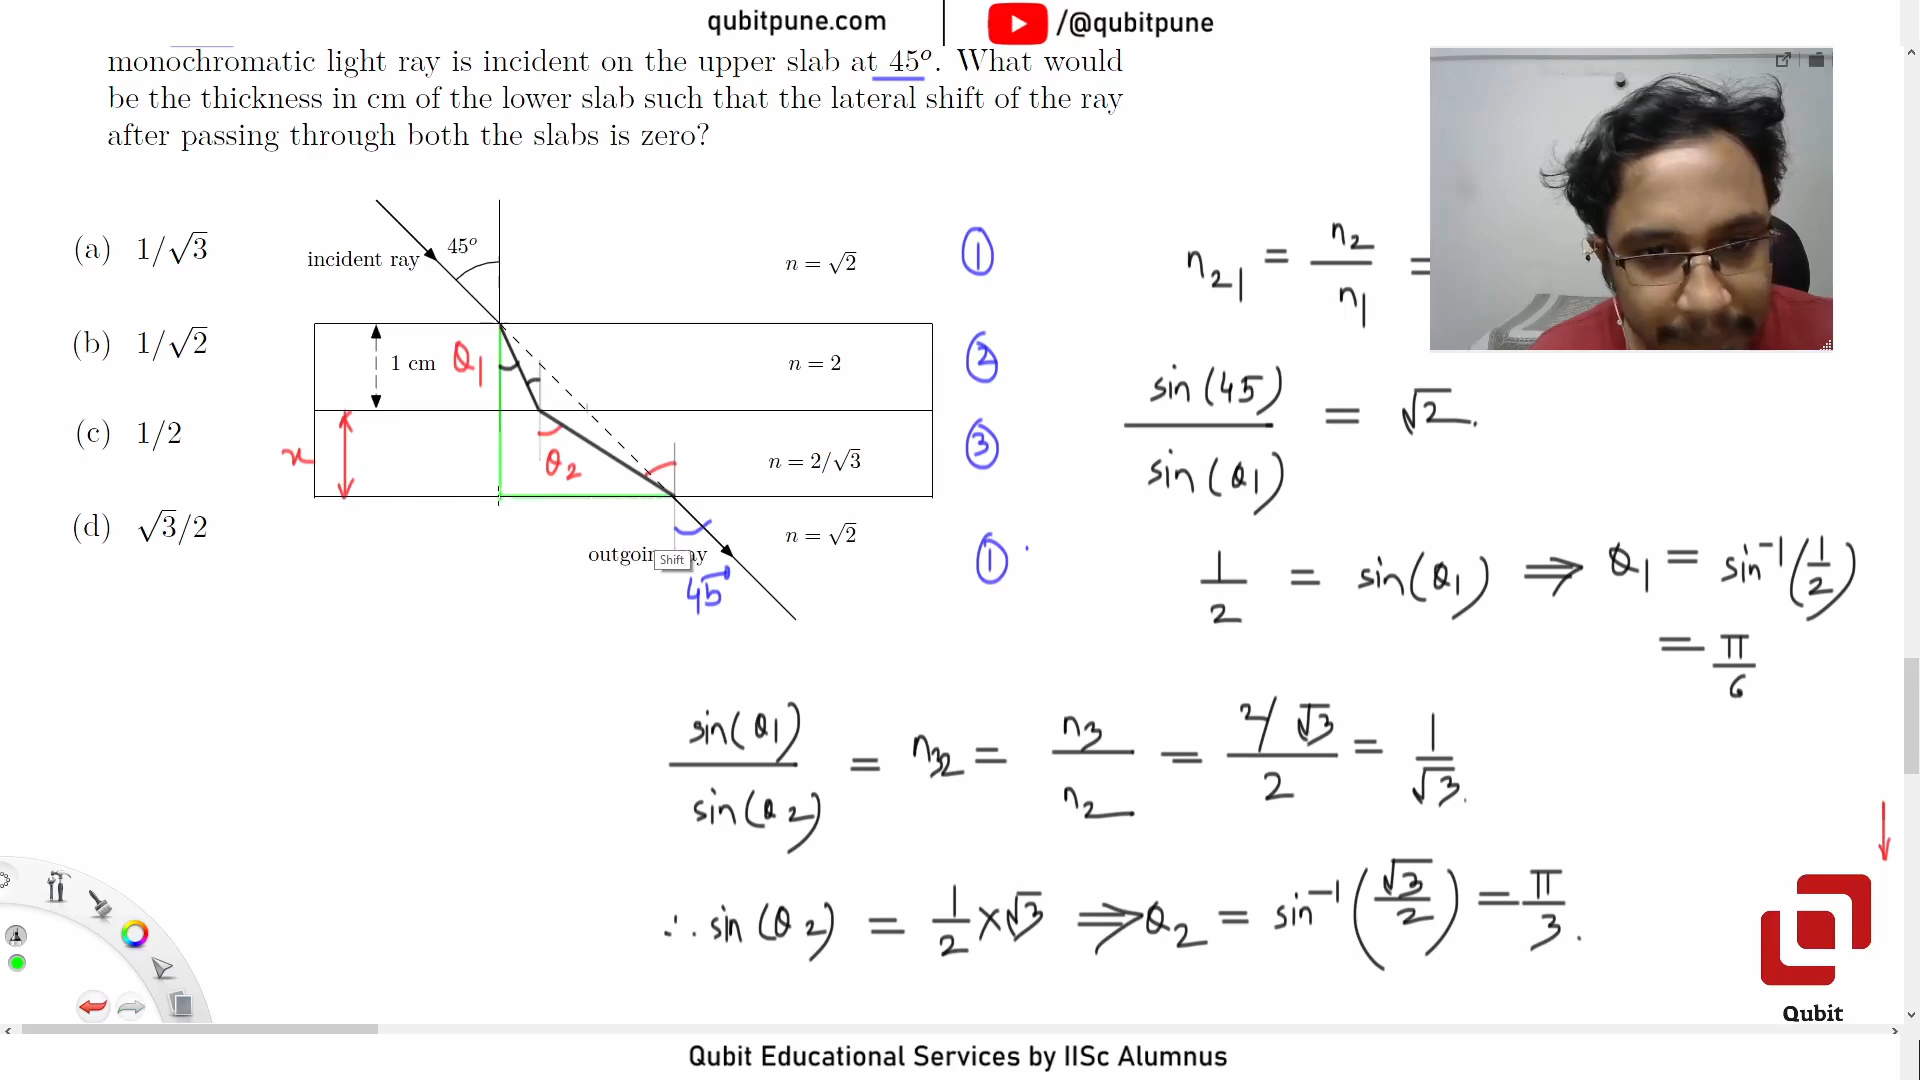 qubitpune.com
/@qubitpune
monochromatic light ray is incident on the upper slab at 45°. What would
be the thickness in cm of the lower slab such that the lateral shift of the ray
after passing through both the slabs is zero?
(a) 1/√3
(b) 1/√2
(c) 1/2
(d) √3/2
incident ray
45°
n = √2
1 cm
θ1
n = 2
x
θ2
n = 2/√3
n = √2
outgoin
ay
Shift
45°
①
②
③
①
n21 = n2/n1 =
sin(45)/sin(θ1) = √2.
1/2 = sin(θ1) ⇒ θ1 = sin⁻¹(1/2)
= π/6
sin(θ1)/sin(θ2) = n32 = n3/n2 = 2/√3/2 = 1/√3.
∴ sin(θ2) = 1/2 × √3 ⇒ θ2 = sin⁻¹(√3/2) = π/3.
Qubit
Qubit Educational Services by IISc Alumnus